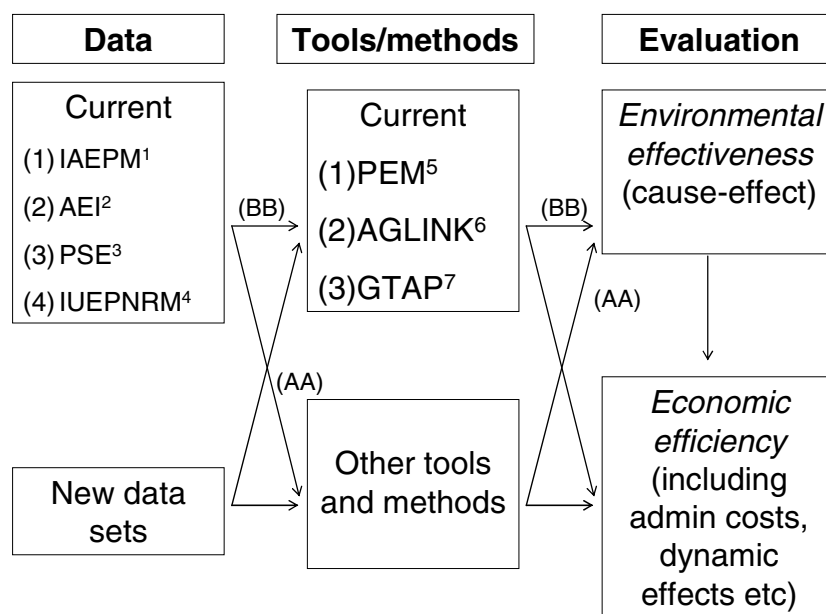 Data
Tools/methods
Evaluation
Current
(1) IAEPM¹
(2) AEI²
(3) PSE³
(4) IUEPNRM⁴
(BB)
(AA)
New data
sets
Current
(1)PEM⁵
(2)AGLINK⁶
(3)GTAP⁷
Other tools
and methods
(BB)
(AA)
Environmental
effectiveness
(cause-effect)
Economic
efficiency
(including
admin costs,
dynamic
effects etc)